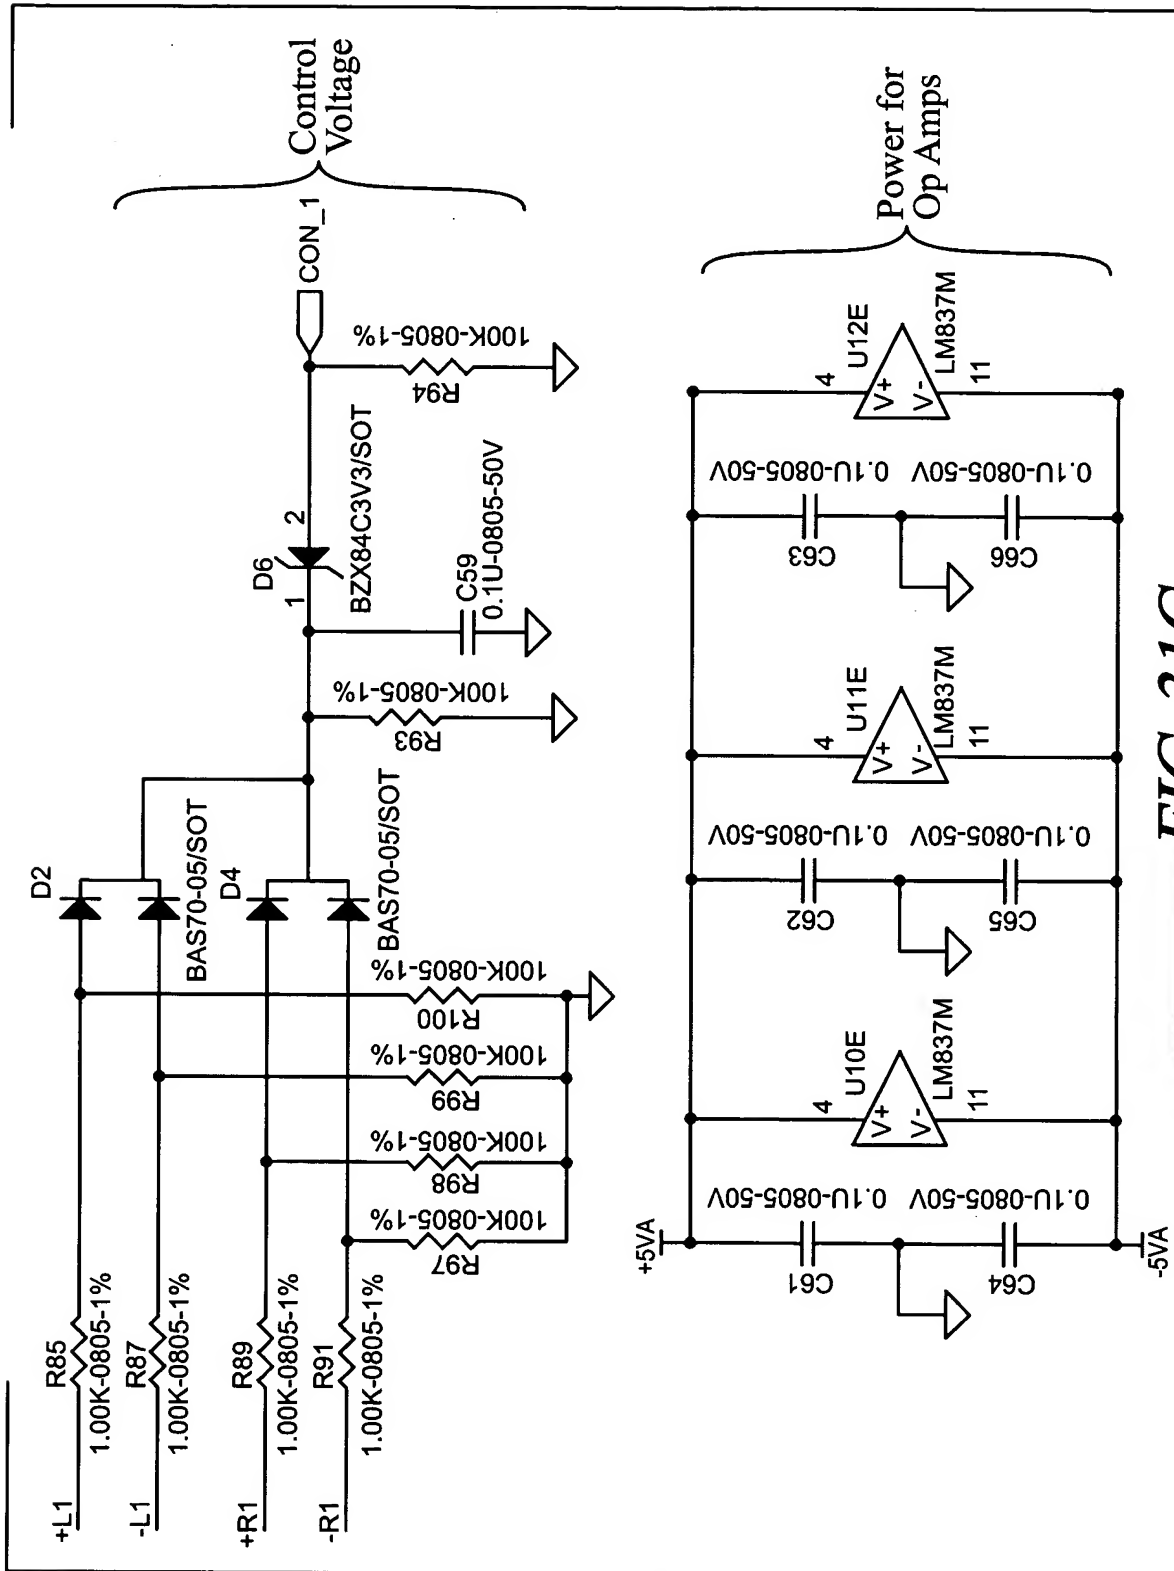 +L1
R85
1.00K-0805-1%
-L1
R87
1.00K-0805-1%
+R1
R89
1.00K-0805-1%
-R1
R91
1.00K-0805-1%
R97
100K-0805-1%
R98
100K-0805-1%
R99
100K-0805-1%
R100
100K-0805-1%
D2
BAS70-05/SOT
D4
BAS70-05/SOT
R93
100K-0805-1%
C59
0.1U-0805-50V
D6
1
2
BZX84C3V3/SOT
R94
100K-0805-1%
CON_1
Control
Voltage
+5VA
-5VA
C61
0.1U-0805-50V
C64
0.1U-0805-50V
4
U10E
V+
V-
LM837M
11
C62
0.1U-0805-50V
C65
0.1U-0805-50V
4
U11E
V+
V-
LM837M
11
C63
0.1U-0805-50V
C66
0.1U-0805-50V
4
U12E
V+
V-
LM837M
11
Power for
Op Amps